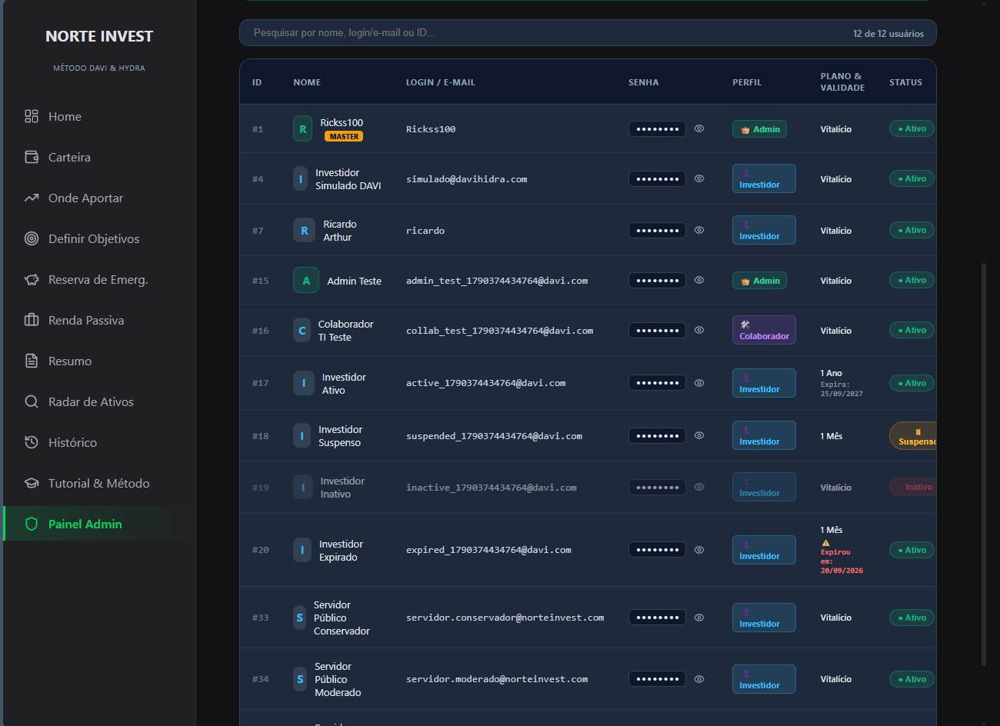 NORTE INVEST
MÉTODO DAVI & HYDRA
Home
Carteira
Onde Aportar
Definir Objetivos
Reserva de Emerg.
Renda Passiva
Resumo
Radar de Ativos
Histórico
Tutorial & Método
Painel Admin
Pesquisar por nome, login/e-mail ou ID...
12 de 12 usuários
ID NOME LOGIN / E-MAIL SENHA PERFIL PLANO & VALIDADE STATUS
#1 R Rickss100 MASTER Rickss100 •••••••• Admin Vitalício Ativo
#4 I Investidor Simulado DAVI simulado@davihidra.com •••••••• Investidor Vitalício Ativo
#7 R Ricardo Arthur ricardo •••••••• Investidor Vitalício Ativo
#15 A Admin Teste admin_test_1790374434764@davi.com •••••••• Admin Vitalício Ativo
#16 C Colaborador TI Teste collab_test_1790374434764@davi.com •••••••• Colaborador Vitalício Ativo
#17 I Investidor Ativo active_1790374434764@davi.com •••••••• Investidor 1 Ano Expira: 25/09/2027 Ativo
#18 I Investidor Suspenso suspended_1790374434764@davi.com •••••••• Investidor 1 Mês Suspenso
#19 I Investidor Inativo inactive_1790374434764@davi.com •••••••• Investidor Vitalício Inativo
#20 I Investidor Expirado expired_1790374434764@davi.com •••••••• Investidor 1 Mês Expirou em: 20/09/2026 Ativo
#33 S Servidor Público Conservador servidor.conservador@norteinvest.com •••••••• Investidor Vitalício Ativo
#34 S Servidor Público Moderado servidor.moderado@norteinvest.com •••••••• Investidor Vitalício Ativo